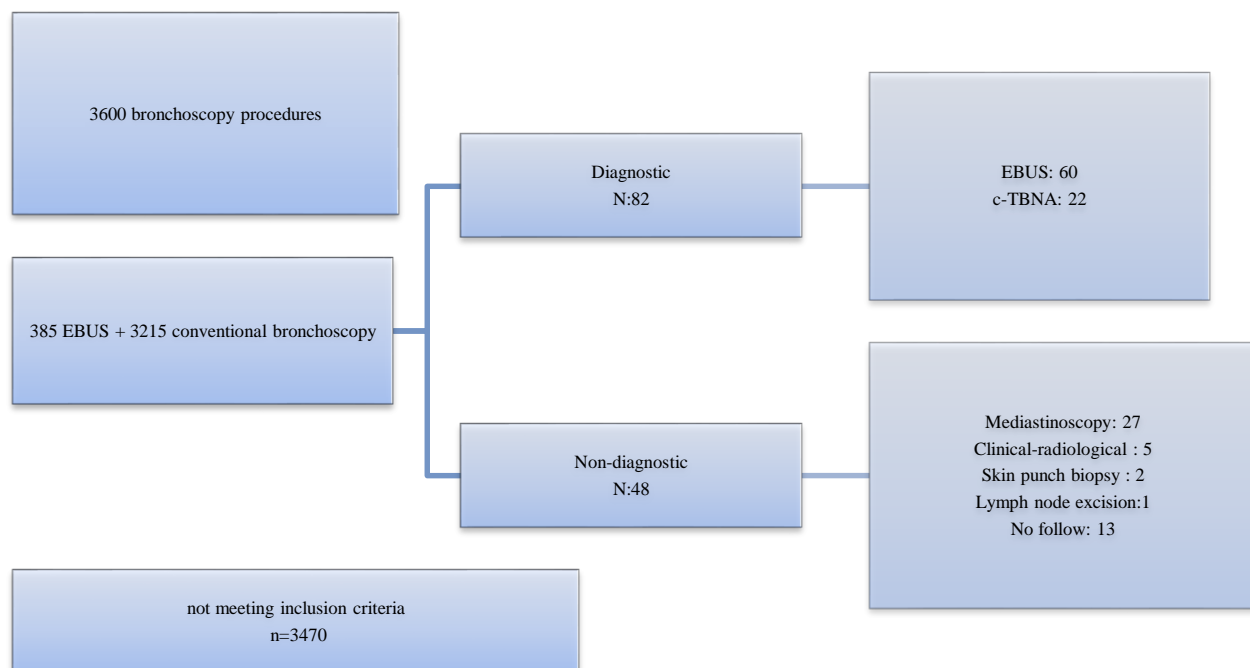 3600 bronchoscopy procedures
385 EBUS + 3215 conventional bronchoscopy
Diagnostic
N:82
EBUS: 60
c-TBNA: 22
Non-diagnostic
N:48
Mediastinoscopy: 27
Clinical-radiological : 5
Skin punch biopsy : 2
Lymph node excision:1
No follow: 13
not meeting inclusion criteria
n=3470